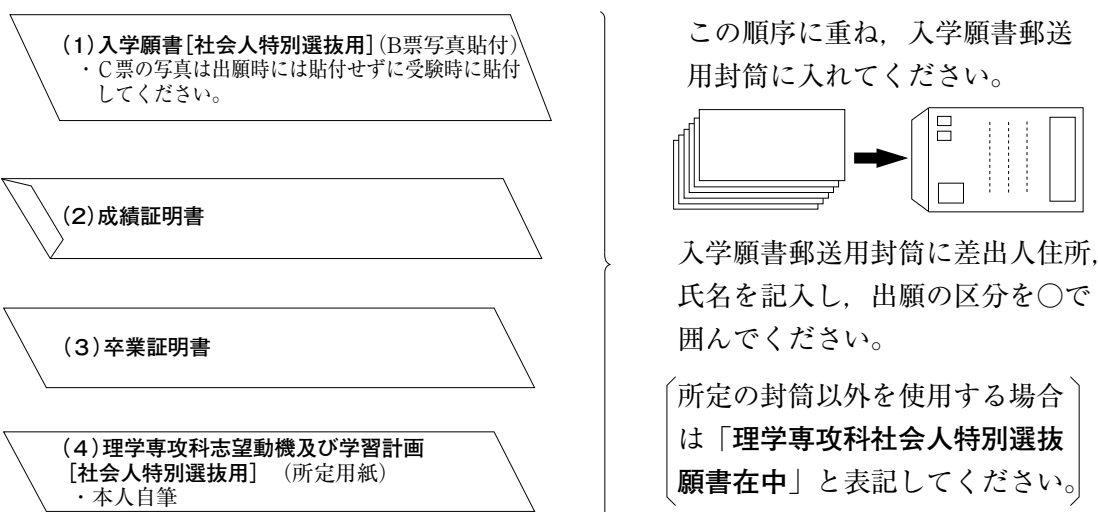 (1)入学願書[社会人特別選抜用](B票写真貼付)
・C票の写真は出願時には貼付せずに受験時に貼付
してください。
(2)成績証明書
(3)卒業証明書
(4)理学専攻科志望動機及び学習計画
[社会人特別選抜用] (所定用紙)
・本人自筆
この順序に重ね，入学願書郵送
用封筒に入れてください。
入学願書郵送用封筒に差出人住所，
氏名を記入し，出願の区分を○で
囲んでください。
所定の封筒以外を使用する場合
は「理学専攻科社会人特別選抜
願書在中」と表記してください。